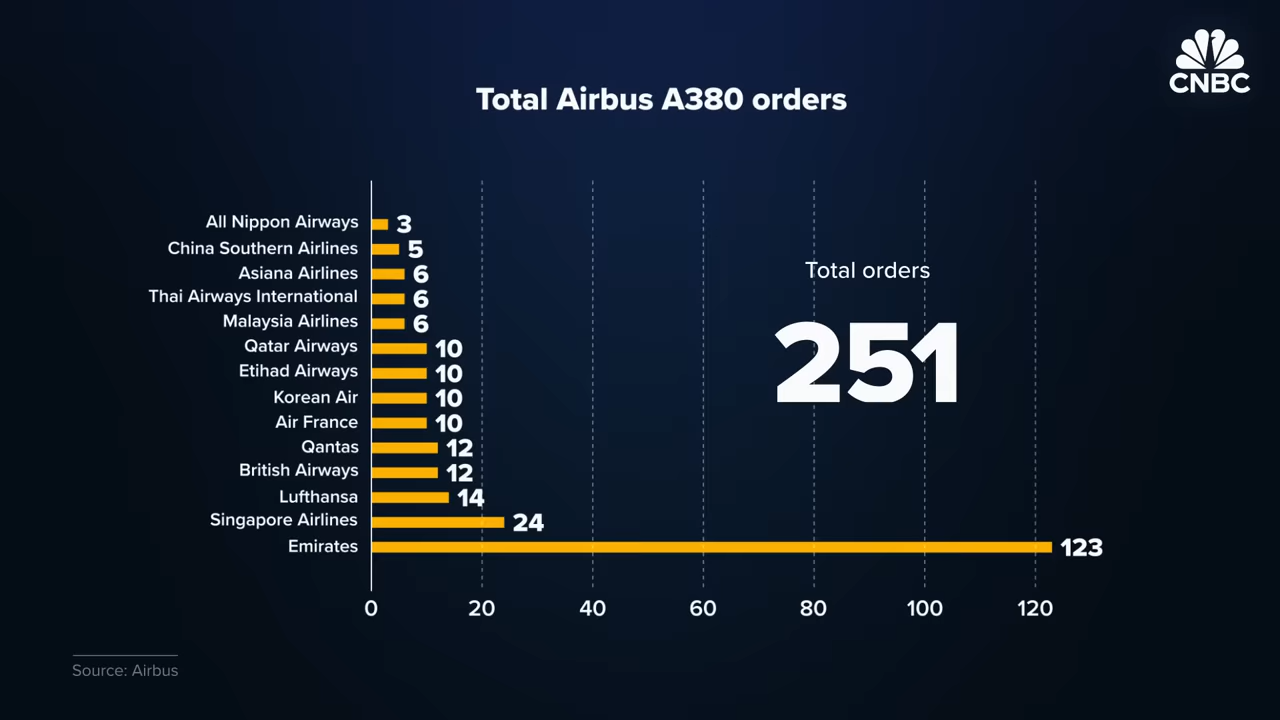 CNBC
Total Airbus A380 orders
All Nippon Airways 3
China Southern Airlines 5
Asiana Airlines 6
Thai Airways International 6
Malaysia Airlines 6
Qatar Airways 10
Etihad Airways 10
Korean Air 10
Air France 10
Qantas 12
British Airways 12
Lufthansa 14
Singapore Airlines 24
Emirates 123
Total orders
251
0 20 40 60 80 100 120
Source: Airbus